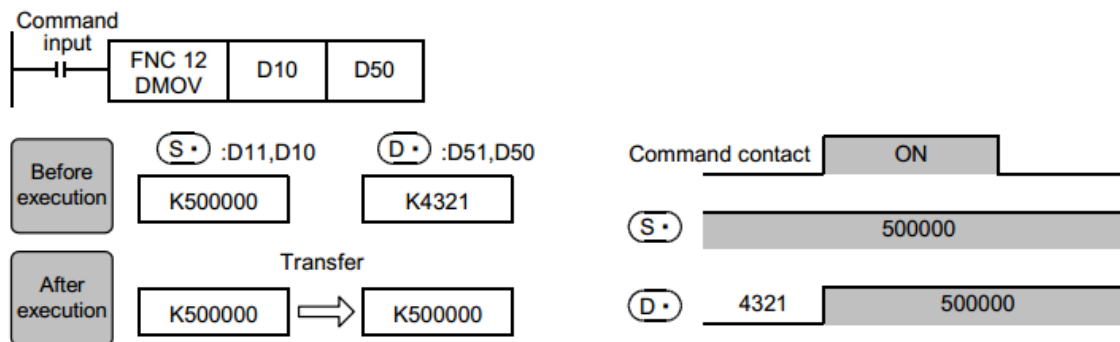 Command
input
FNC 12
DMOV
D10
D50
Before
execution
S• :D11,D10
D• :D51,D50
K500000
K4321
After
execution
Transfer
K500000
K500000
Command contact
ON
S•
500000
D•
4321
500000